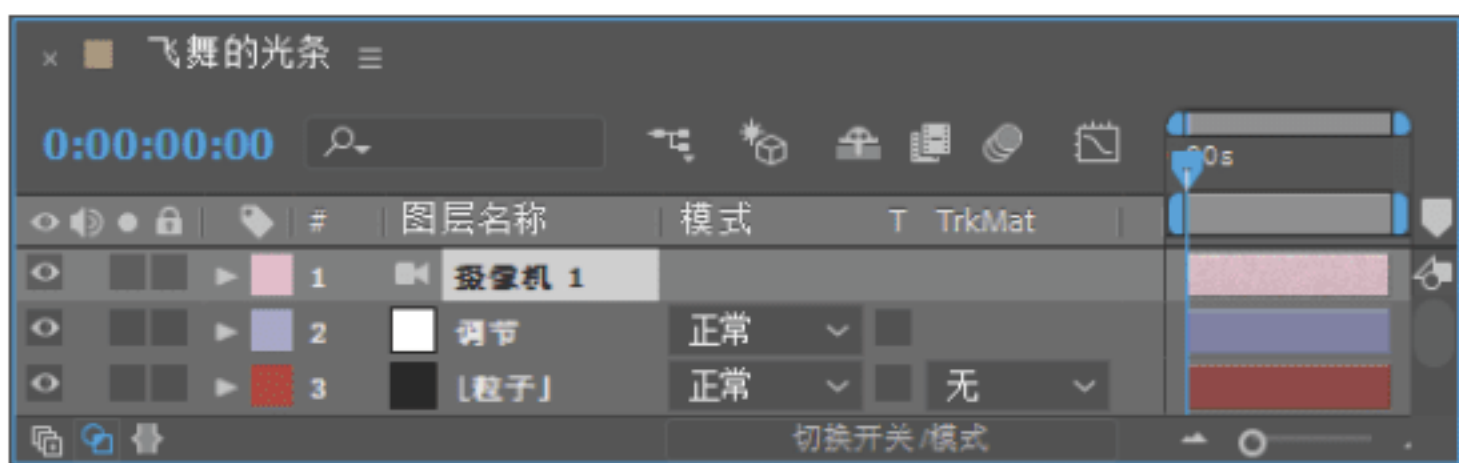 飞舞的光条
0:00:00:00
00s
# 图层名称 模式 T TrkMat
1 摄像机 1
2 调节 正常
3 [粒子] 正常 无
切换开关/模式